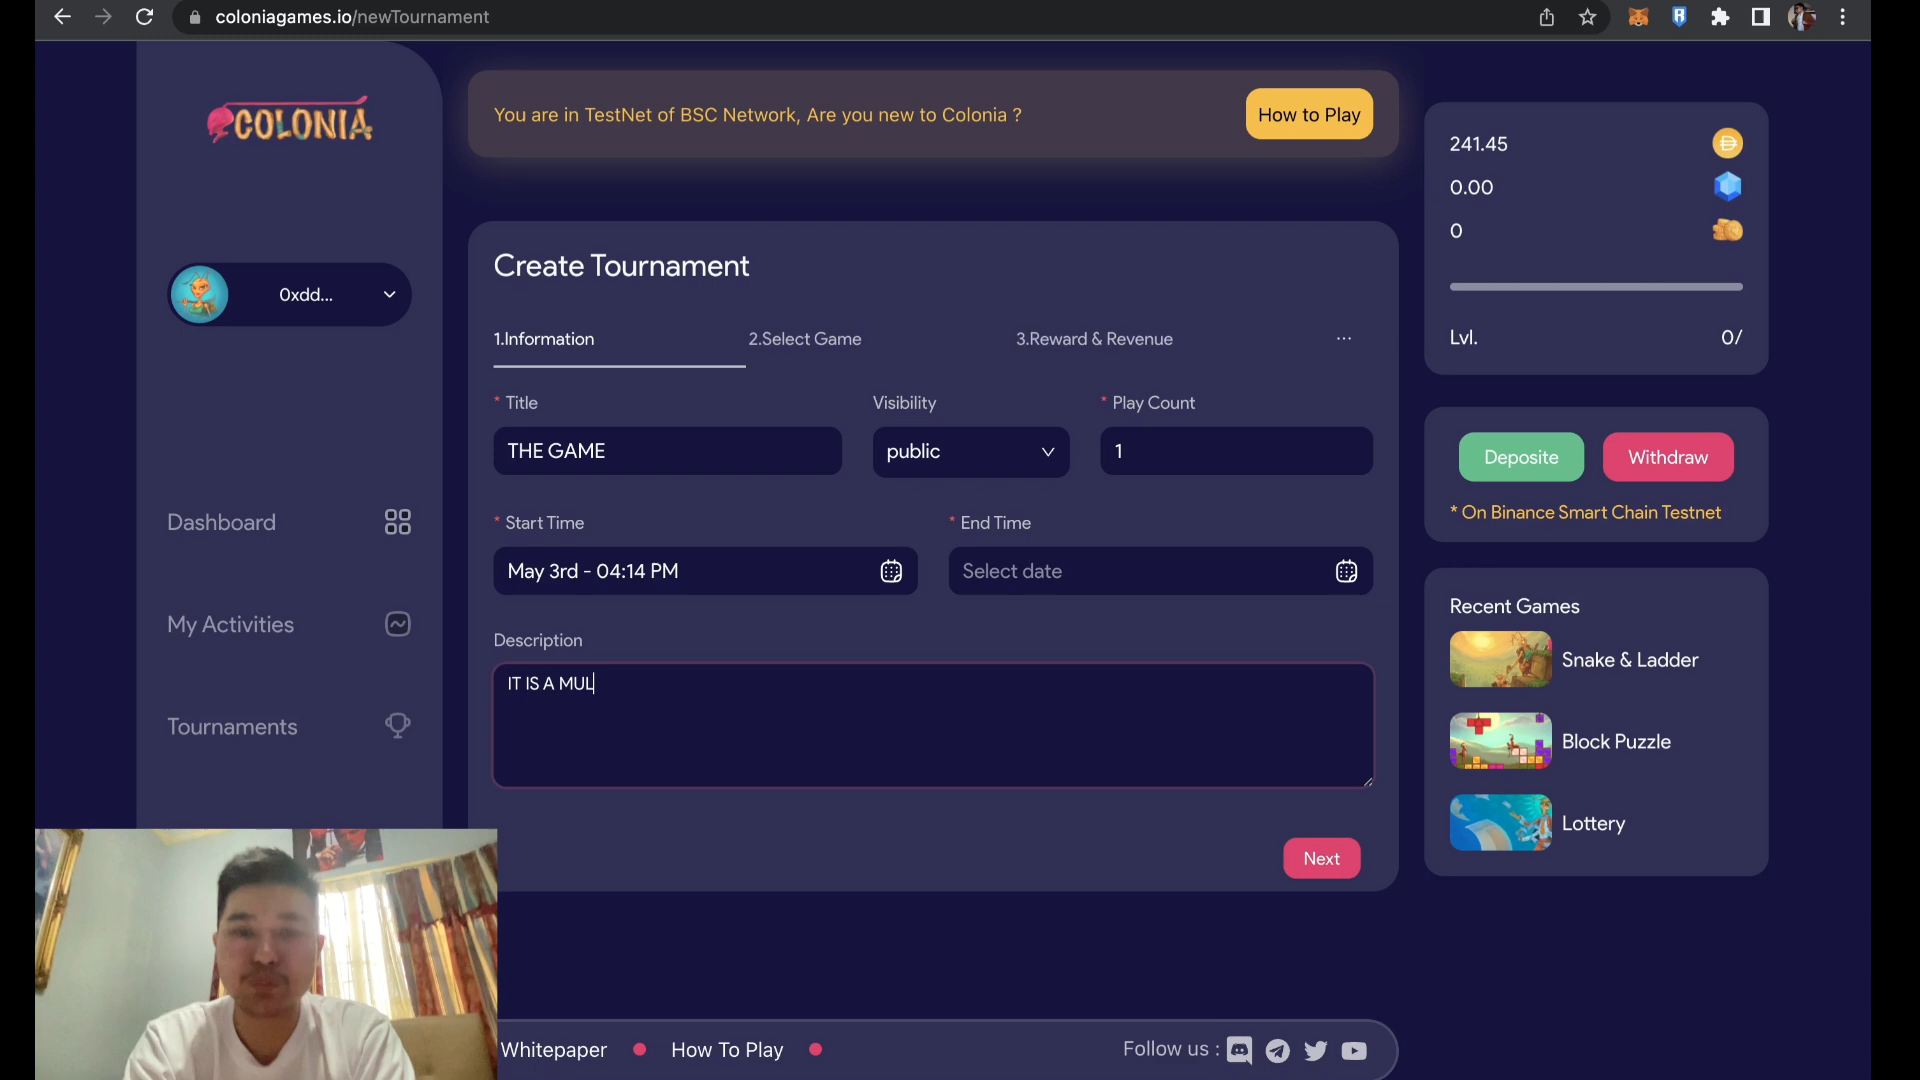 coloniagames.io/newTournament
COLONIA
You are in TestNet of BSC Network, Are you new to Colonia ?
How to Play
241.45
0.00
0
Lvl.
0/
0xdd...
Create Tournament
1.Information
2.Select Game
3.Reward & Revenue
...
* Title
Visibility
* Play Count
THE GAME
public
1
* Start Time
* End Time
May 3rd - 04:14 PM
Select date
Description
IT IS A MUL
Next
Deposite
Withdraw
* On Binance Smart Chain Testnet
Dashboard
My Activities
Tournaments
Recent Games
Snake & Ladder
Block Puzzle
Lottery
Whitepaper
How To Play
Follow us :